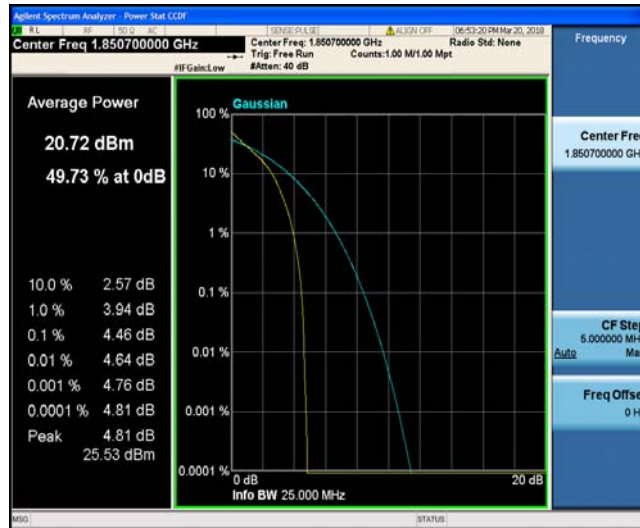 Agilent Spectrum Analyzer - Power Stat CCDF
RL RF 50 Ω AC SENSE:PULSE ALIGN OFF 06:53:20 PM Mar 20, 2018
Center Freq 1.850700000 GHz
Center Freq: 1.850700000 GHz Radio Std: None
Trig: Free Run Counts:1.00 M/1.00 Mpt
#IFGain:Low #Atten: 40 dB
Frequency
Center Fre
1.850700000 GH
CF Step
5.000000 MH
Auto Ma
Freq Offse
0 H
Average Power
20.72 dBm
49.73 % at 0dB
10.0 % 2.57 dB
1.0 % 3.94 dB
0.1 % 4.46 dB
0.01 % 4.64 dB
0.001 % 4.76 dB
0.0001 % 4.81 dB
Peak 4.81 dB
25.53 dBm
Gaussian
100 %
10 %
1 %
0.1 %
0.01 %
0.001 %
0.0001 %
0 dB 20 dB
Info BW 25.000 MHz
MSG STATUS